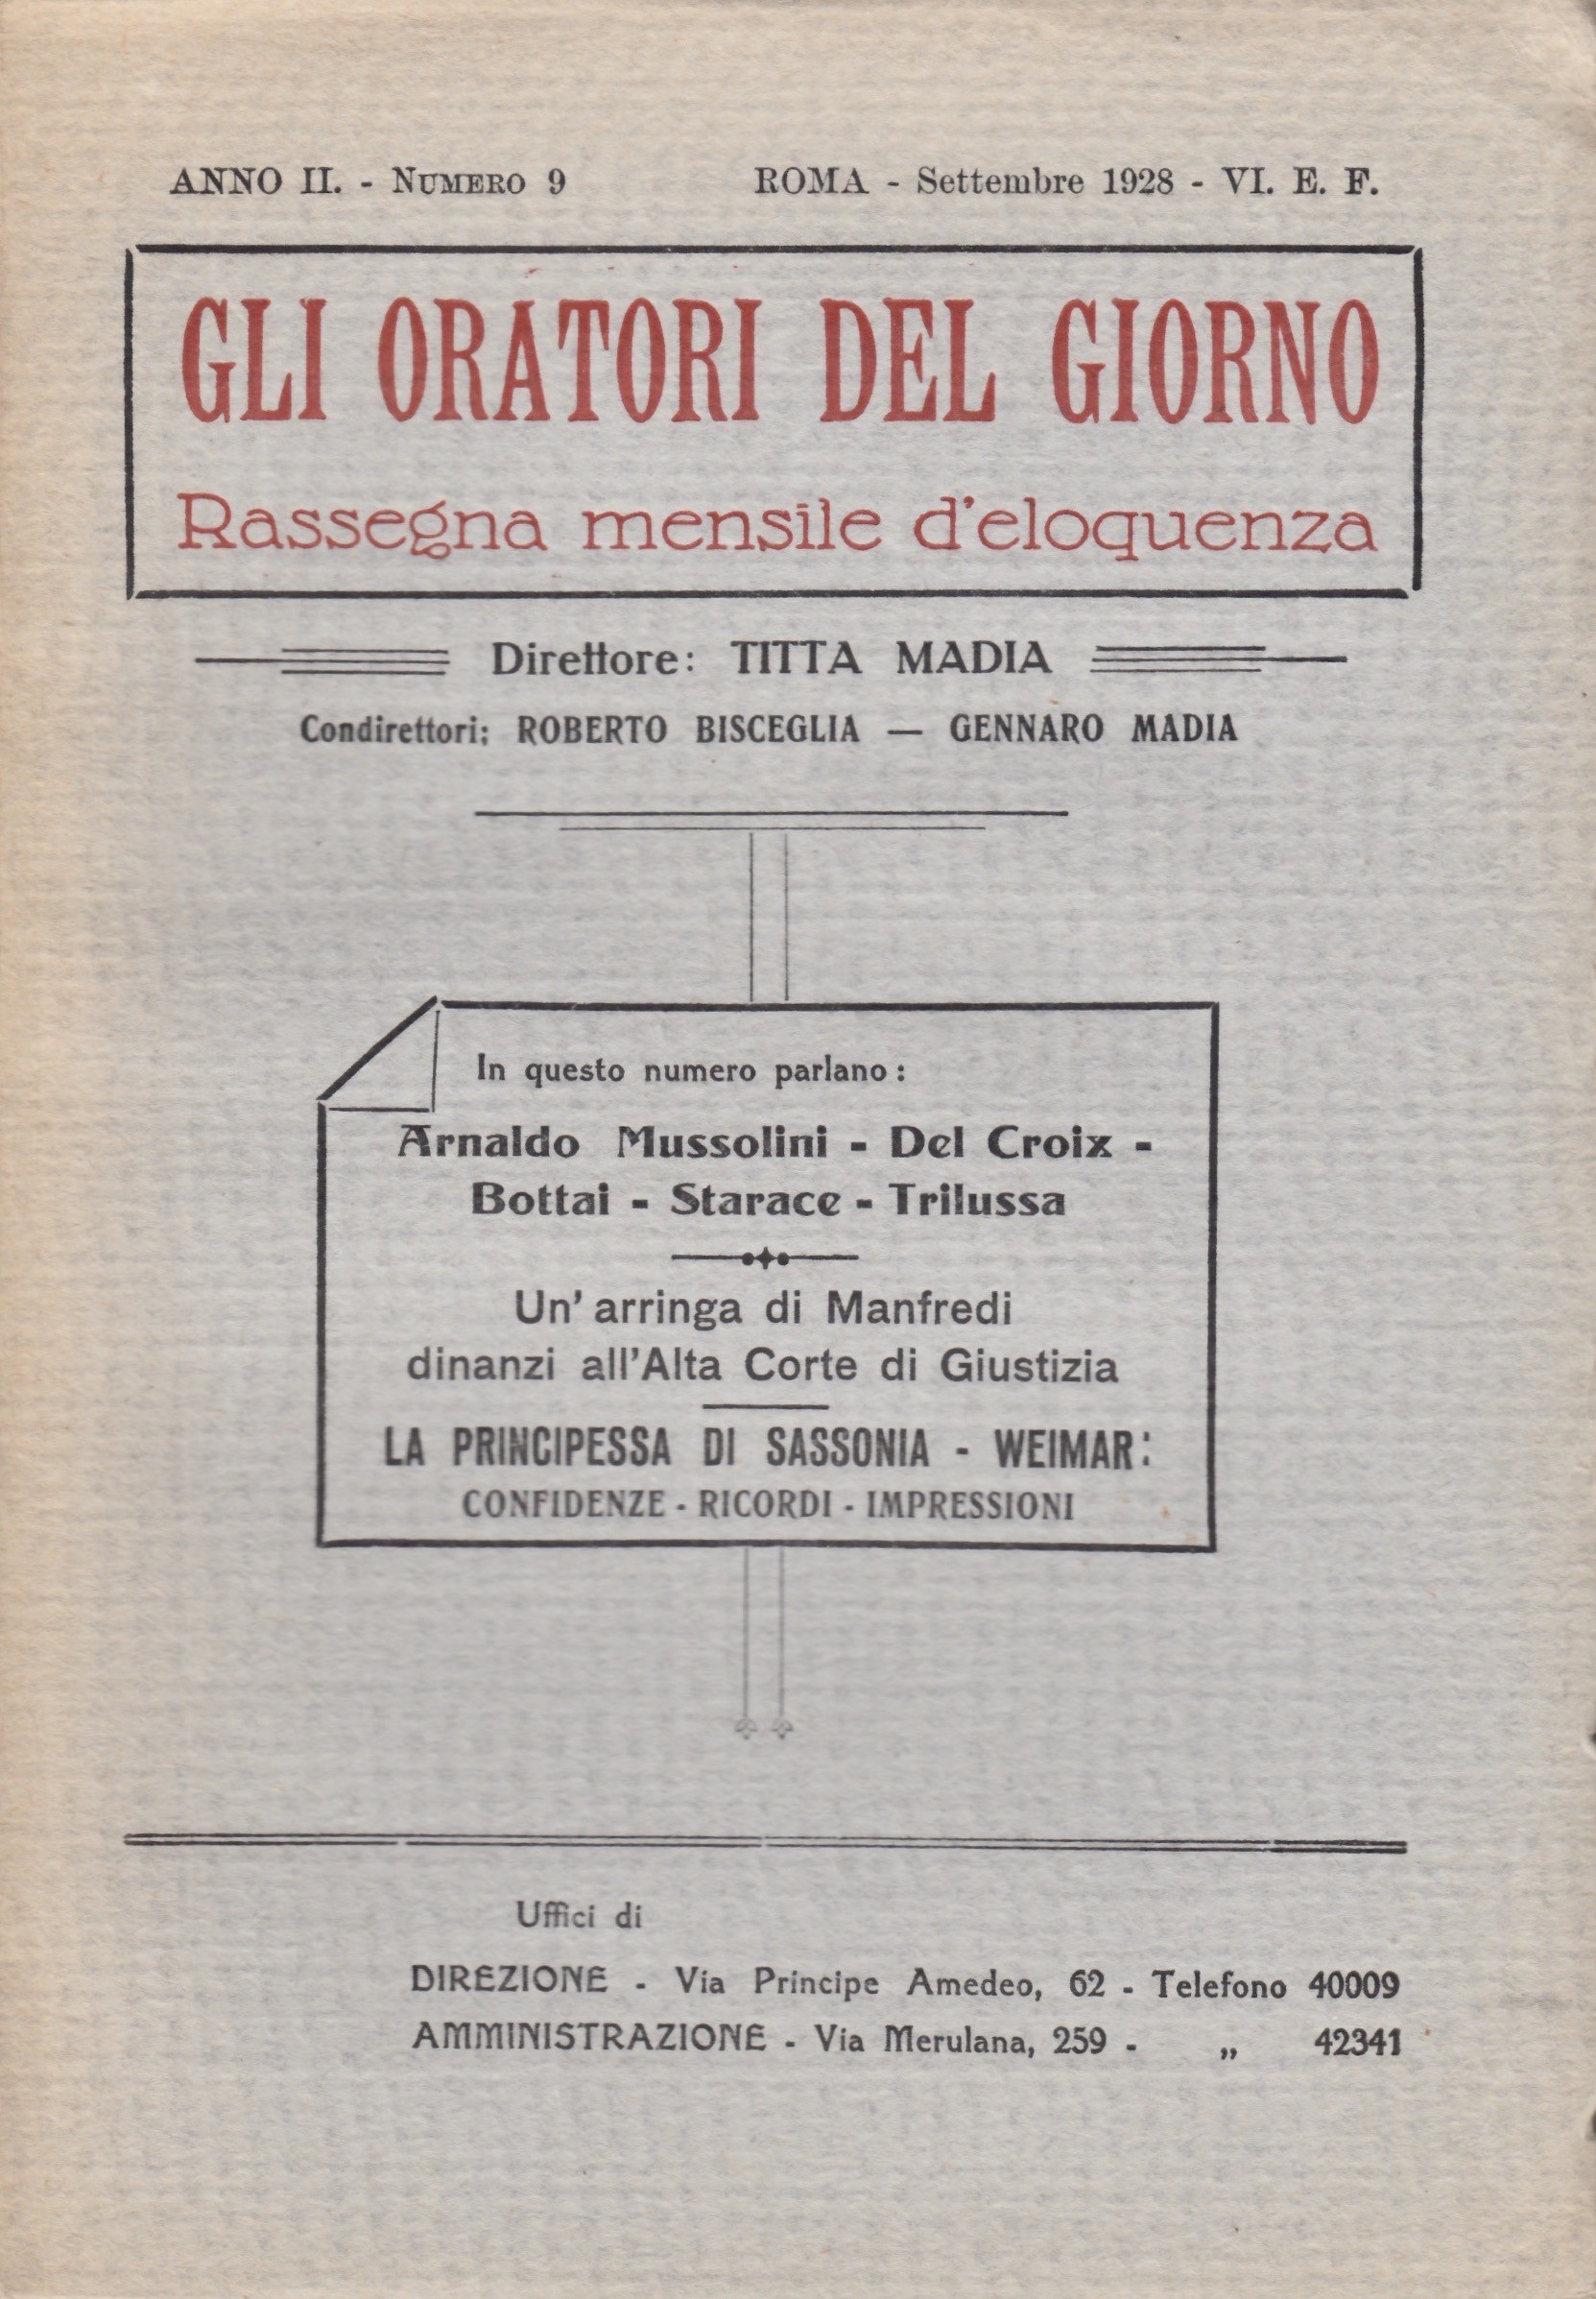 ANNO II. - NUMERO 9 ROMA - Settembre 1928 - VI. E. F.
GLI ORATORI DEL GIORNO
Rassegna mensile d'eloquenza
Direttore: TITTA MADIA
Condirettori: ROBERTO BISCEGLIA — GENNARO MADIA
In questo numero parlano:
Arnaldo Mussolini - Del Croix -
Bottai - Starace - Trilussa
Un' arringa di Manfredi
dinanzi all'Alta Corte di Giustizia
LA PRINCIPESSA DI SASSONIA - WEIMAR:
CONFIDENZE - RICORDI - IMPRESSIONI
Uffici di
DIREZIONE - Via Principe Amedeo, 62 - Telefono 40009
AMMINISTRAZIONE - Via Merulana, 259 - „ 42341